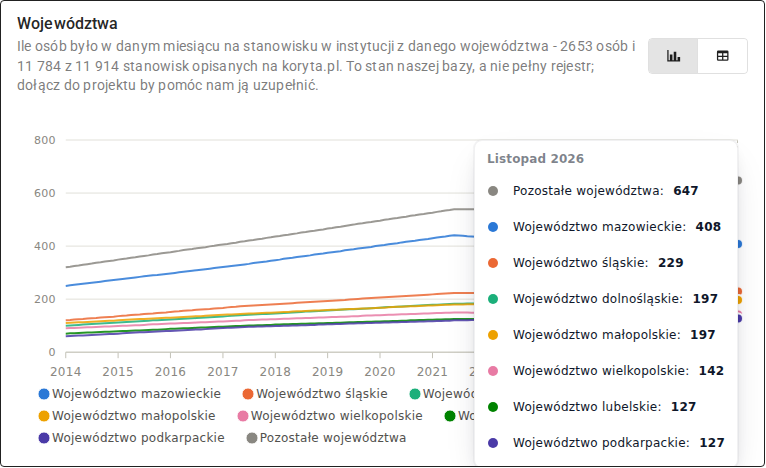 Województwa
Ile osób było w danym miesiącu na stanowisku w instytucji z danego województwa - 2653 osób i
11 784 z 11 914 stanowisk opisanych na koryta.pl. To stan naszej bazy, a nie pełny rejestr;
dołącz do projektu by pomóc nam ją uzupełnić.
800
600
400
200
0
2014 2015 2016 2017 2018 2019 2020 2021
Listopad 2026
Pozostałe województwa: 647
Województwo mazowieckie: 408
Województwo śląskie: 229
Województwo dolnośląskie: 197
Województwo małopolskie: 197
Województwo wielkopolskie: 142
Województwo lubelskie: 127
Województwo podkarpackie: 127
Województwo mazowieckie Województwo śląskie
Województwo małopolskie Województwo wielkopolskie
Województwo podkarpackie Pozostałe województwa